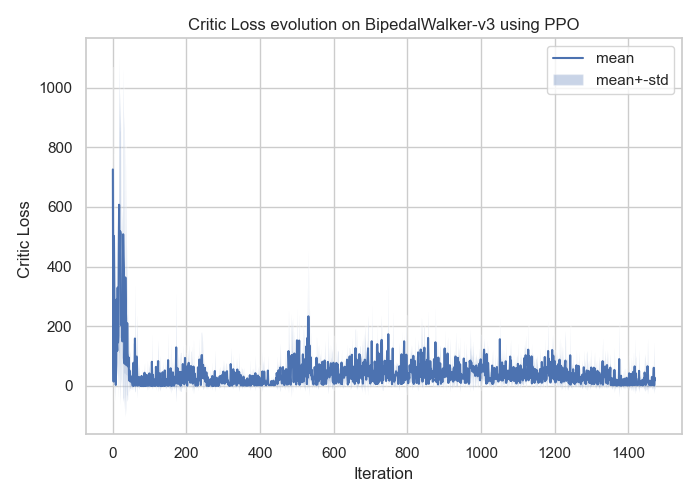 Critic Loss evolution on BipedalWalker-v3 using PPO
mean
mean+-std
1000
800
600
400
200
0
Critic Loss
0 200 400 600 800 1000 1200 1400
Iteration